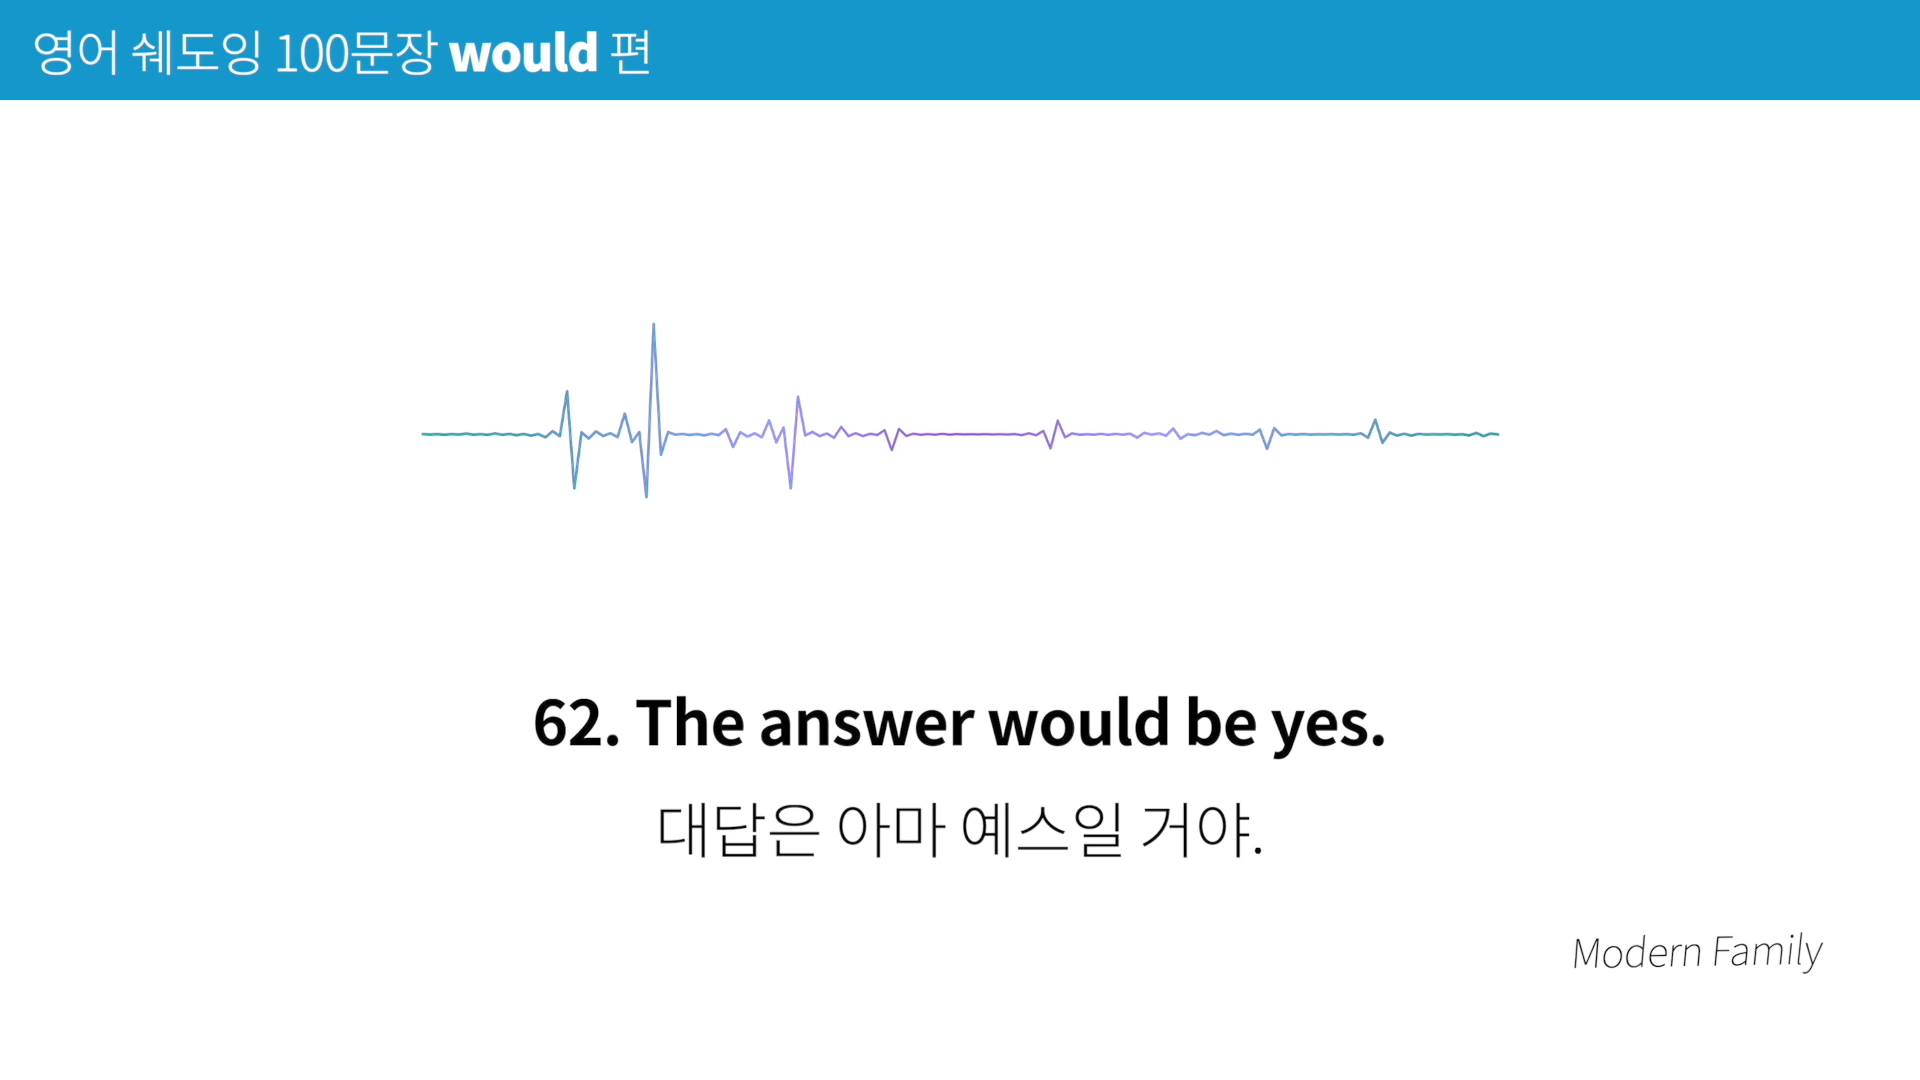 영어 쉐도잉 100문장 would 편
62. The answer would be yes.
대답은 아마 예스일 거야.
Modern Family